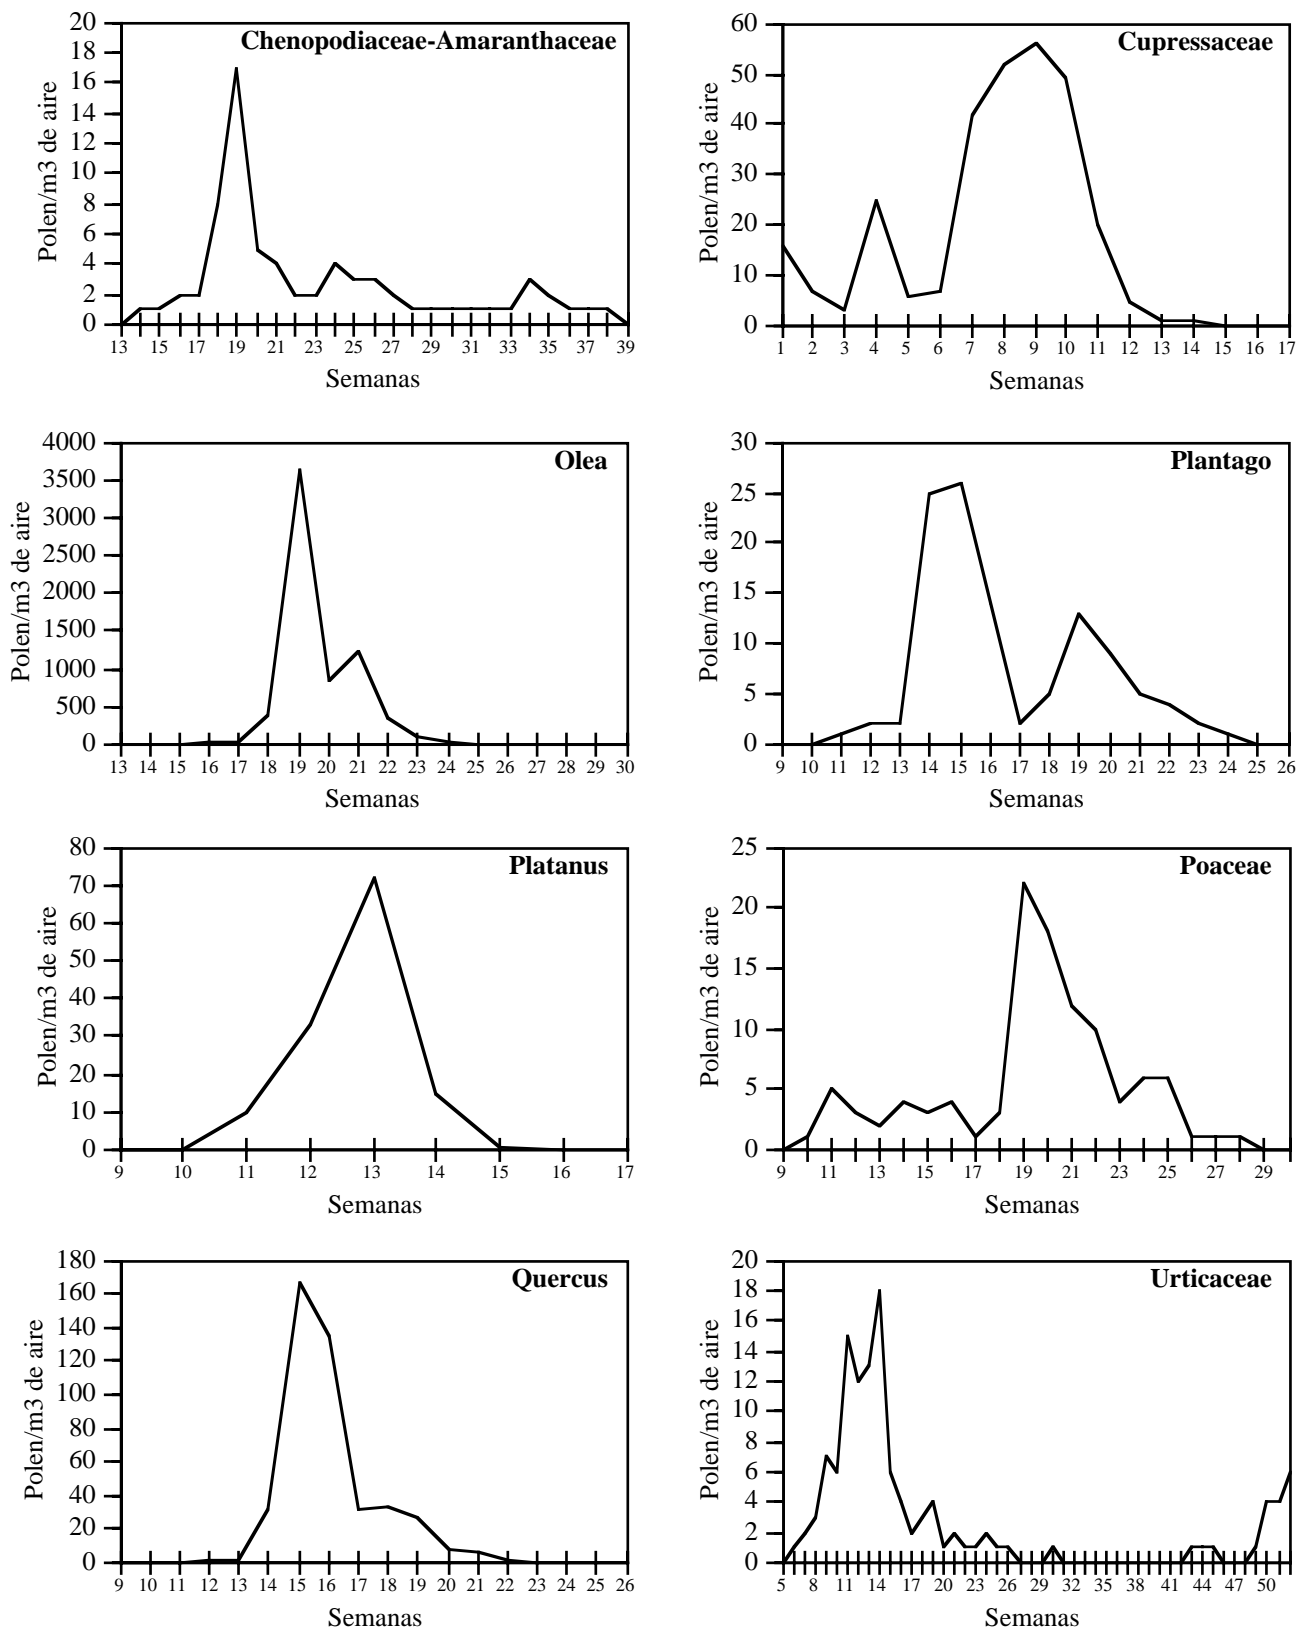 Chenopodiaceae-Amaranthaceae
Polen/m3 de aire
20
18
16
14
12
10
8
6
4
2
0
13 15 17 19 21 23 25 27 29 31 33 35 37 39
Semanas
Cupressaceae
Polen/m3 de aire
60
50
40
30
20
10
0
1 2 3 4 5 6 7 8 9 10 11 12 13 14 15 16 17
Semanas
Olea
Polen/m3 de aire
4000
3500
3000
2500
2000
1500
1000
500
0
13 14 15 16 17 18 19 20 21 22 23 24 25 26 27 28 29 30
Semanas
Plantago
Polen/m3 de aire
30
25
20
15
10
5
0
9 10 11 12 13 14 15 16 17 18 19 20 21 22 23 24 25 26
Semanas
Platanus
Polen/m3 de aire
80
70
60
50
40
30
20
10
0
9 10 11 12 13 14 15 16 17
Semanas
Poaceae
Polen/m3 de aire
25
20
15
10
5
0
9 11 13 15 17 19 21 23 25 27 29
Semanas
Quercus
Polen/m3 de aire
180
160
140
120
100
80
60
40
20
0
9 10 11 12 13 14 15 16 17 18 19 20 21 22 23 24 25 26
Semanas
Urticaceae
Polen/m3 de aire
20
18
16
14
12
10
8
6
4
2
0
5 8 11 14 17 20 23 26 29 32 35 38 41 44 47 50
Semanas